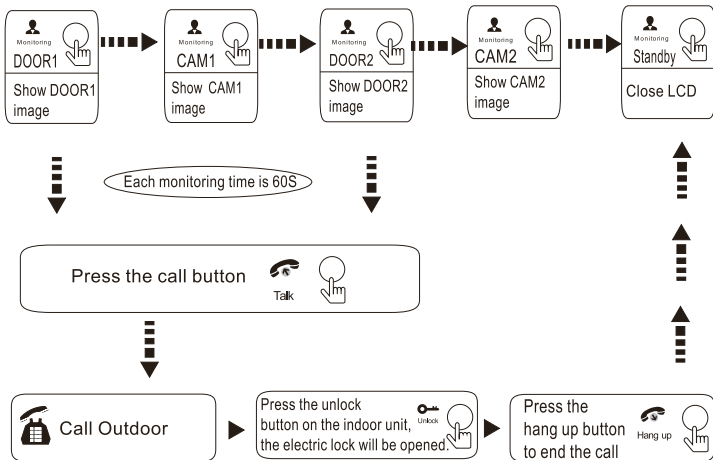 Monitoring
DOOR1
Show DOOR1
image
Monitoring
CAM1
Show CAM1
image
Monitoring
DOOR2
Show DOOR2
image
Monitoring
CAM2
Show CAM2
image
Monitoring
Standby
Close LCD
Each monitoring time is 60S
Press the call button
Talk
Call Outdoor
Press the unlock
button on the indoor unit,
the electric lock will be opened.
Unlock
Press the
hang up button
to end the call
Hang up